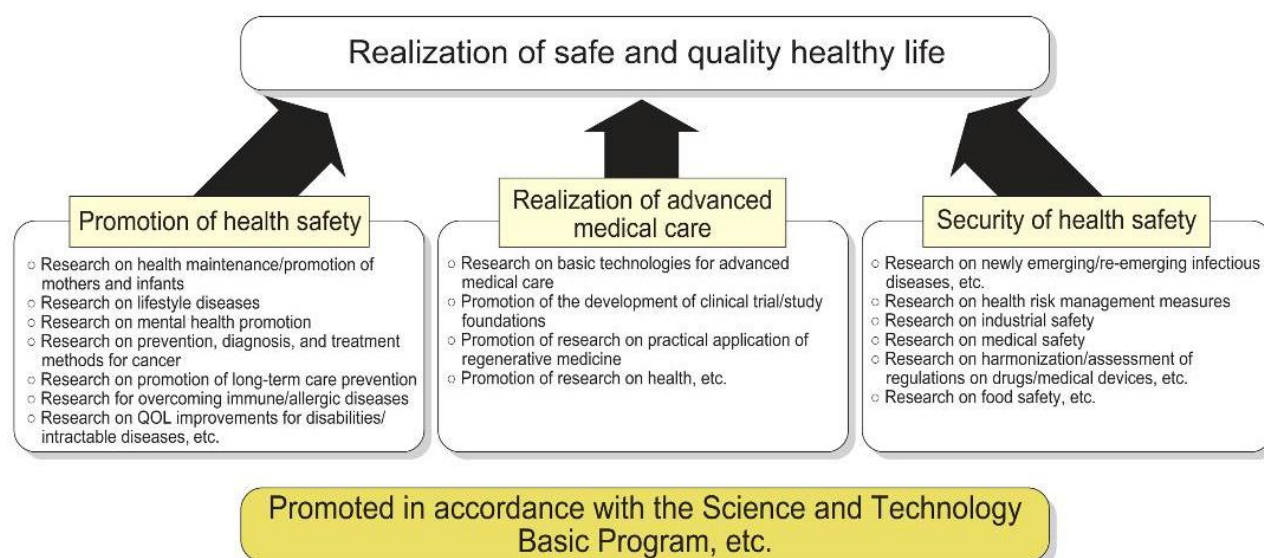 Realization of safe and quality healthy life
Promotion of health safety
○ Research on health maintenance/promotion of
mothers and infants
○ Research on lifestyle diseases
○ Research on mental health promotion
○ Research on prevention, diagnosis, and treatment
methods for cancer
○ Research on promotion of long-term care prevention
○ Research for overcoming immune/allergic diseases
○ Research on QOL improvements for disabilities/
intractable diseases, etc.
Realization of advanced
medical care
○ Research on basic technologies for advanced
medical care
○ Promotion of the development of clinical trial/study
foundations
○ Promotion of research on practical application of
regenerative medicine
○ Promotion of research on health, etc.
Security of health safety
○ Research on newly emerging/re-emerging infectious
diseases, etc.
○ Research on health risk management measures
○ Research on industrial safety
○ Research on medical safety
○ Research on harmonization/assessment of
regulations on drugs/medical devices, etc.
○ Research on food safety, etc.
Promoted in accordance with the Science and Technology
Basic Program, etc.